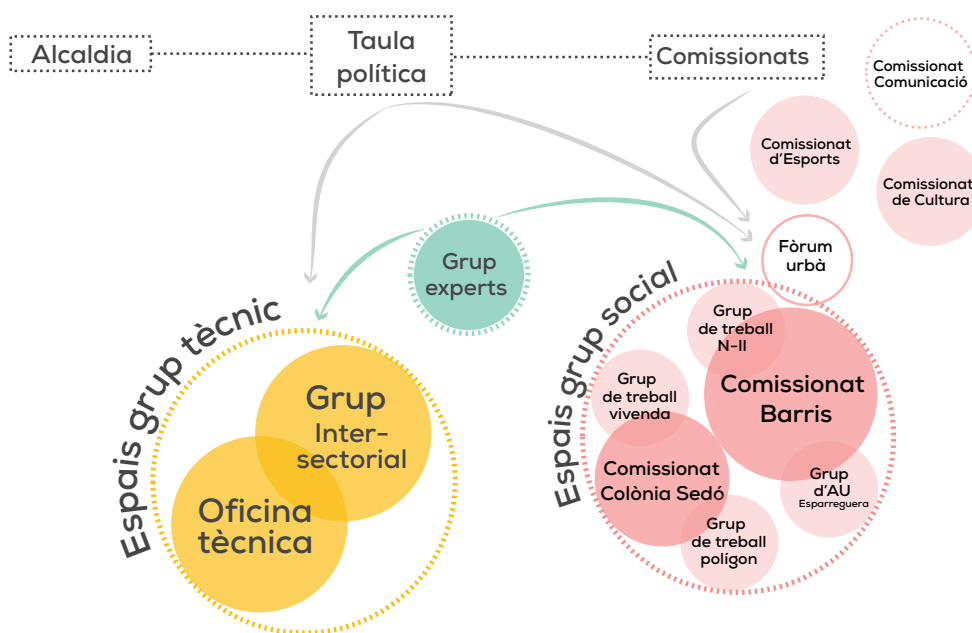 Alcaldia
Taula
política
Comissionats
Comissionat
Comunicació
Comissionat
d'Esports
Comissionat
de Cultura
Fòrum
urbà
Grup
experts
Espais grup tècnic
Grup
Inter-
sectorial
Oficina
tècnica
Espais grup social
Grup
de treball
N-II
Comissionat
Barris
Grup
de treball
vivenda
Comissionat
Colònia Sedó
Grup
d'AU
Esparreguera
Grup
de treball
polígon